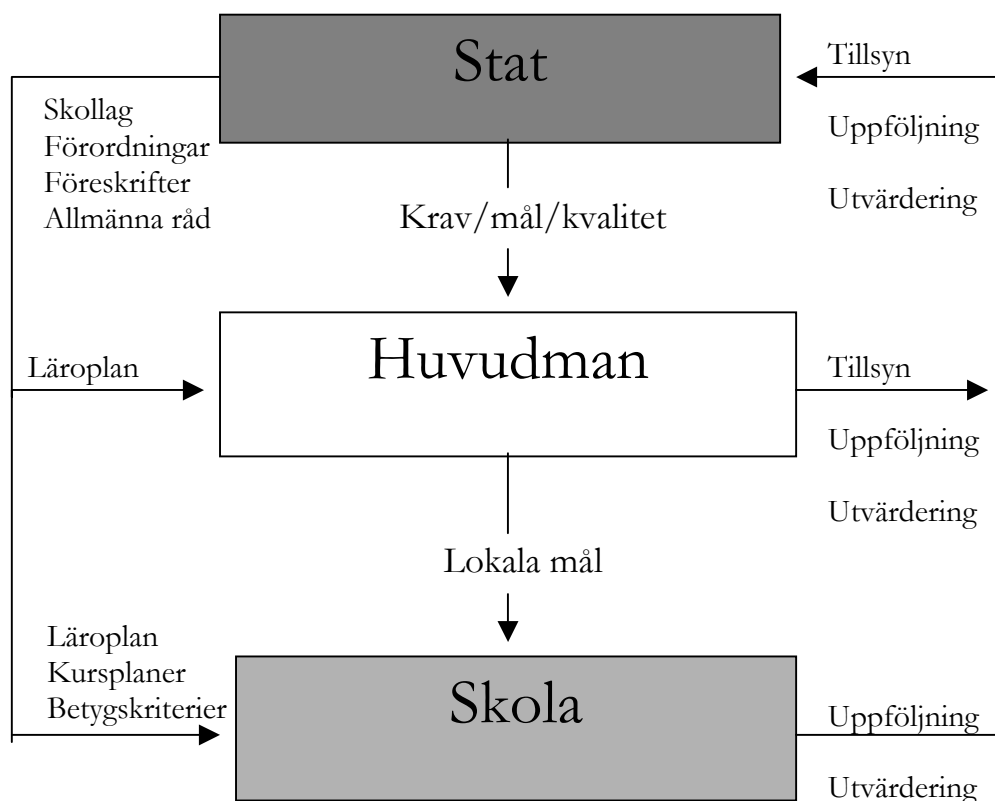 Stat
Tillsyn
Skollag
Förordningar
Föreskrifter
Allmänna råd
Uppföljning
Utvärdering
Krav/mål/kvalitet
Huvudman
Läroplan
Tillsyn
Uppföljning
Utvärdering
Lokala mål
Läroplan
Kursplaner
Betygskriterier
Skola
Uppföljning
Utvärdering